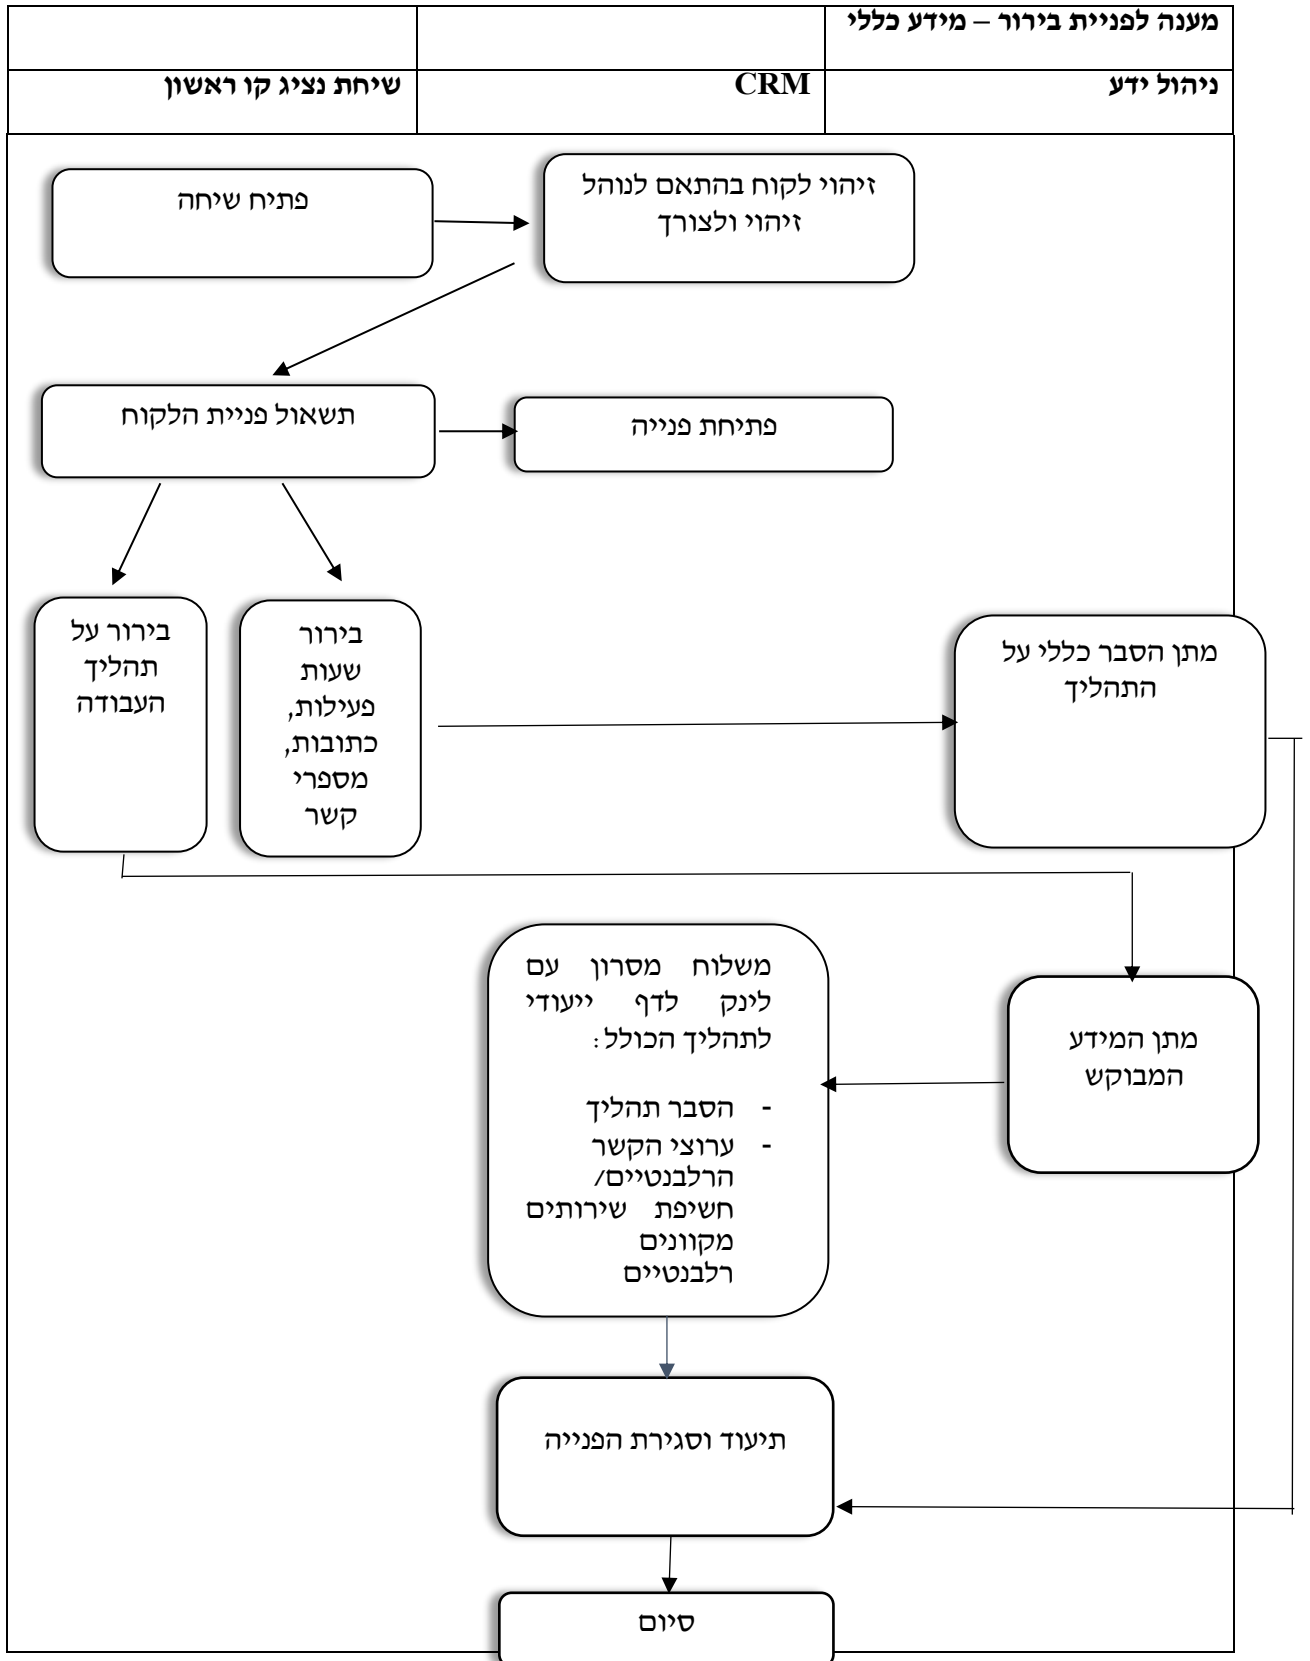 מענה לפניית בירור – מידע כללי
ניהול ידע
CRM
שיחת נציג קו ראשון
פתיח שיחה
זיהוי לקוח בהתאם לנוהל
זיהוי ולצורך
תשאול פניית הלקוח
פתיחת פנייה
בירור על
תהליך
העבודה
בירור
שעות
פעילות,
כתובות,
מספרי
קשר
מתן הסבר כללי על
התהליך
משלוח מסרון עם
לינק לדף ייעודי
לתהליך הכולל:
- הסבר תהליך
- ערוצי הקשר
הרלבנטיים/
חשיפת שירותים
מקוונים
רלבנטיים
מתן המידע
המבוקש
תיעוד וסגירת הפנייה
סיום